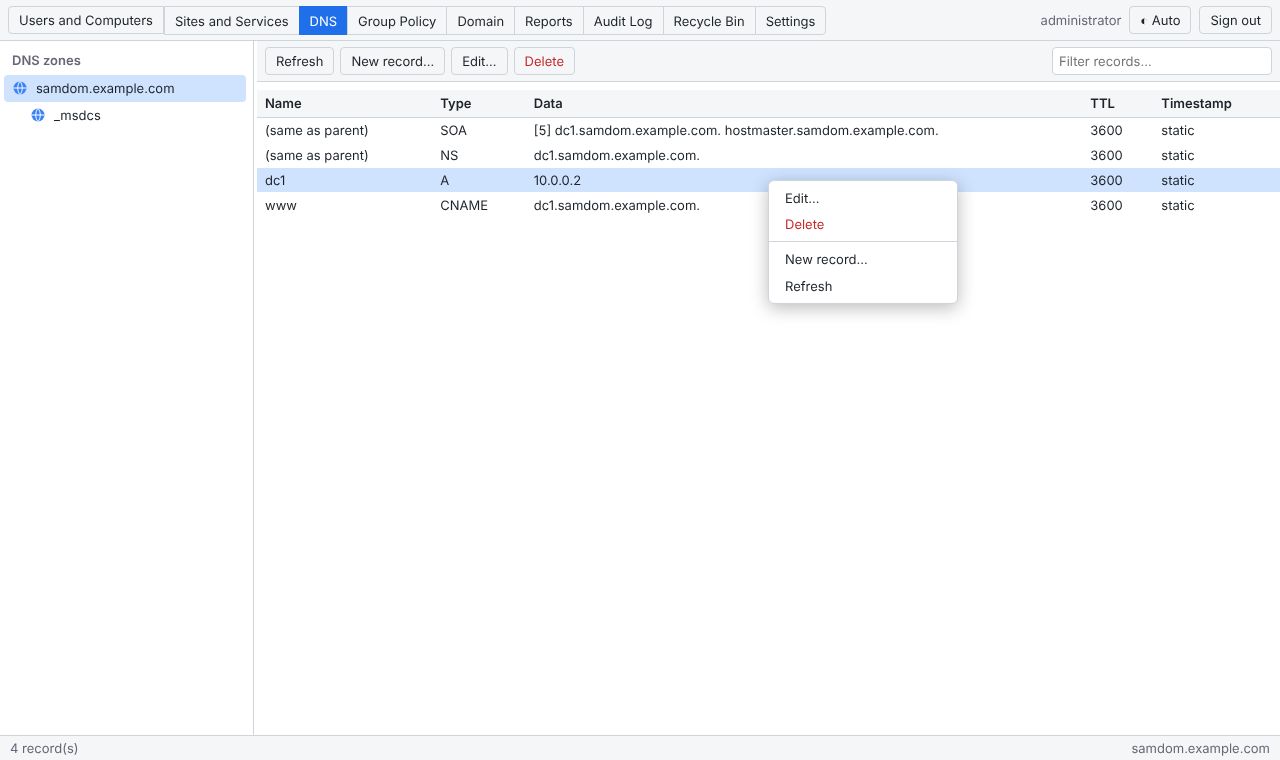 Users and Computers Sites and Services DNS Group Policy Domain Reports Audit Log Recycle Bin Settings administrator Auto Sign out
DNS zones
samdom.example.com
_msdcs
Refresh New record... Edit... Delete Filter records...
Name Type Data TTL Timestamp
(same as parent) SOA [5] dc1.samdom.example.com. hostmaster.samdom.example.com. 3600 static
(same as parent) NS dc1.samdom.example.com. 3600 static
dc1 A 10.0.0.2 3600 static
www CNAME dc1.samdom.example.com. 3600 static
Edit...
Delete
New record...
Refresh
4 record(s) samdom.example.com